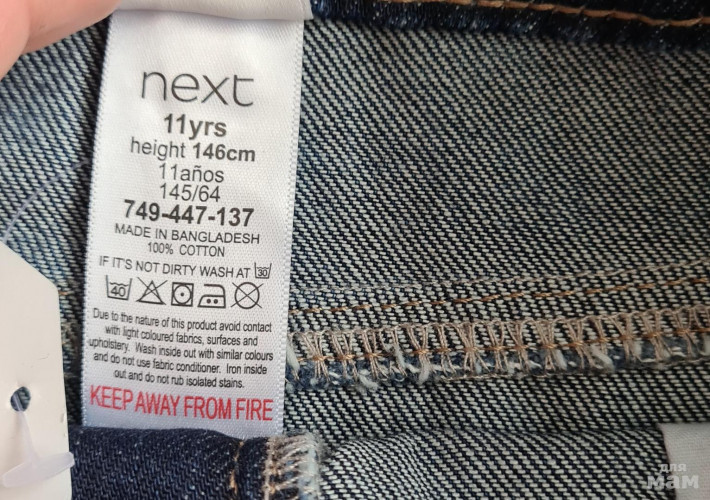 next
11yrs
height 146cm
11años
145/64
749-447-137
MADE IN BANGLADESH
100% COTTON
IF IT'S NOT DIRTY WASH AT 30
40
Due to the nature of this product avoid contact
with light coloured fabrics, surfaces and
upholstery. Wash inside out with similar colours
and do not use fabric conditioner. Iron inside
out and do not rub isolated stains.
KEEP AWAY FROM FIRE
для
мам